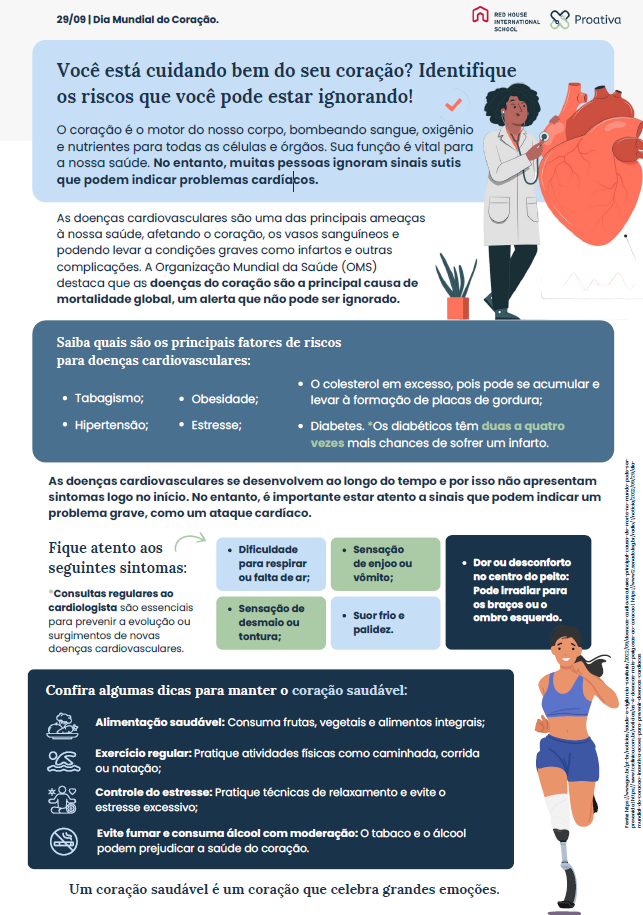 29/09 | Dia Mundial do Coração.
RED HOUSE
INTERNATIONAL
SCHOOL
Proativa
Você está cuidando bem do seu coração? Identifique
os riscos que você pode estar ignorando!
O coração é o motor do nosso corpo, bombeando sangue, oxigênio
e nutrientes para todas as células e órgãos. Sua função é vital para
a nossa saúde. No entanto, muitas pessoas ignoram sinais sutis
que podem indicar problemas cardíacos.
As doenças cardiovasculares são uma das principais ameaças
à nossa saúde, afetando o coração, os vasos sanguíneos e
podendo levar a condições graves como infartos e outras
complicações. A Organização Mundial da Saúde (OMS)
destaca que as doenças do coração são a principal causa de
mortalidade global, um alerta que não pode ser ignorado.
Saiba quais são os principais fatores de riscos
para doenças cardiovasculares:
• Tabagismo;
• Hipertensão;
• Obesidade;
• Estresse;
• O colesterol em excesso, pois pode se acumular e
levar à formação de placas de gordura;
• Diabetes. *Os diabéticos têm duas a quatro
vezes mais chances de sofrer um infarto.
As doenças cardiovasculares se desenvolvem ao longo do tempo e por isso não apresentam
sintomas logo no início. No entanto, é importante estar atento a sinais que podem indicar um
problema grave, como um ataque cardíaco.
Fique atento aos
seguintes sintomas:
*Consultas regulares ao
cardiologista são essenciais
para prevenir a evolução ou
surgimentos de novas
doenças cardiovasculares.
• Dificuldade
para respirar
ou falta de ar;
• Sensação
de enjoo ou
vômito;
• Sensação de
desmaio ou
tontura;
• Suor frio e
palidez.
• Dor ou desconforto
no centro do peito:
Pode irradiar para
os braços ou o
ombro esquerdo.
Confira algumas dicas para manter o coração saudável:
Alimentação saudável: Consuma frutas, vegetais e alimentos integrais;
Exercício regular: Pratique atividades físicas como caminhada, corrida
ou natação;
Controle do estresse: Pratique técnicas de relaxamento e evite o
estresse excessivo;
Evite fumar e consuma álcool com moderação: O tabaco e o álcool
podem prejudicar a saúde do coração.
Um coração saudável é um coração que celebra grandes emoções.